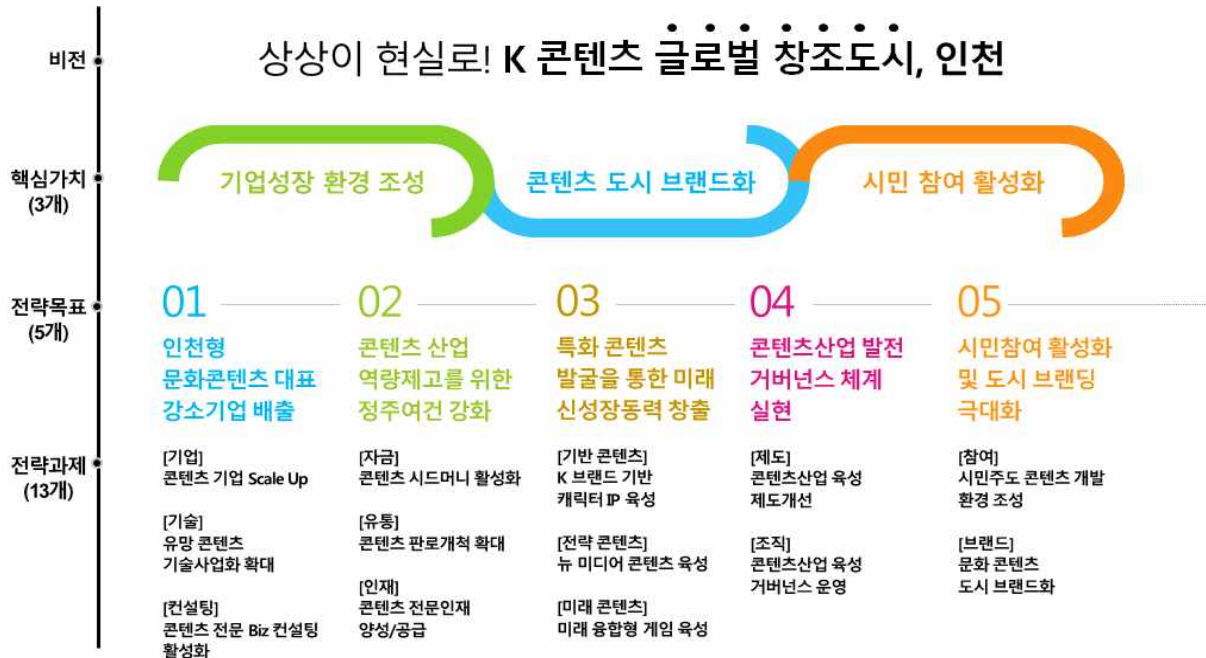 비전
상상이 현실로! K 콘텐츠 글로벌 창조도시, 인천
핵심가치
(3개)
기업성장 환경 조성
콘텐츠 도시 브랜드화
시민 참여 활성화
전략목표
(5개)
01
인천형
문화콘텐츠 대표
강소기업 배출
02
콘텐츠 산업
역량제고를 위한
정주여건 강화
03
특화 콘텐츠
발굴을 통한 미래
신성장동력 창출
04
콘텐츠산업 발전
거버넌스 체계
실현
05
시민참여 활성화
및 도시 브랜딩
극대화
전략과제
(13개)
[기업]
콘텐츠 기업 Scale Up
[기술]
유망 콘텐츠
기술사업화 확대
[컨설팅]
콘텐츠 전문 Biz 컨설팅
활성화
[자금]
콘텐츠 시드머니 활성화
[유통]
콘텐츠 판로개척 확대
[인재]
콘텐츠 전문인재
양성/공급
[기반 콘텐츠]
K 브랜드 기반
캐릭터 IP 육성
[전략 콘텐츠]
뉴 미디어 콘텐츠 육성
[미래 콘텐츠]
미래 융합형 게임 육성
[제도]
콘텐츠산업 육성
제도개선
[조직]
콘텐츠산업 육성
거버넌스 운영
[참여]
시민주도 콘텐츠 개발
환경 조성
[브랜드]
문화 콘텐츠
도시 브랜드화